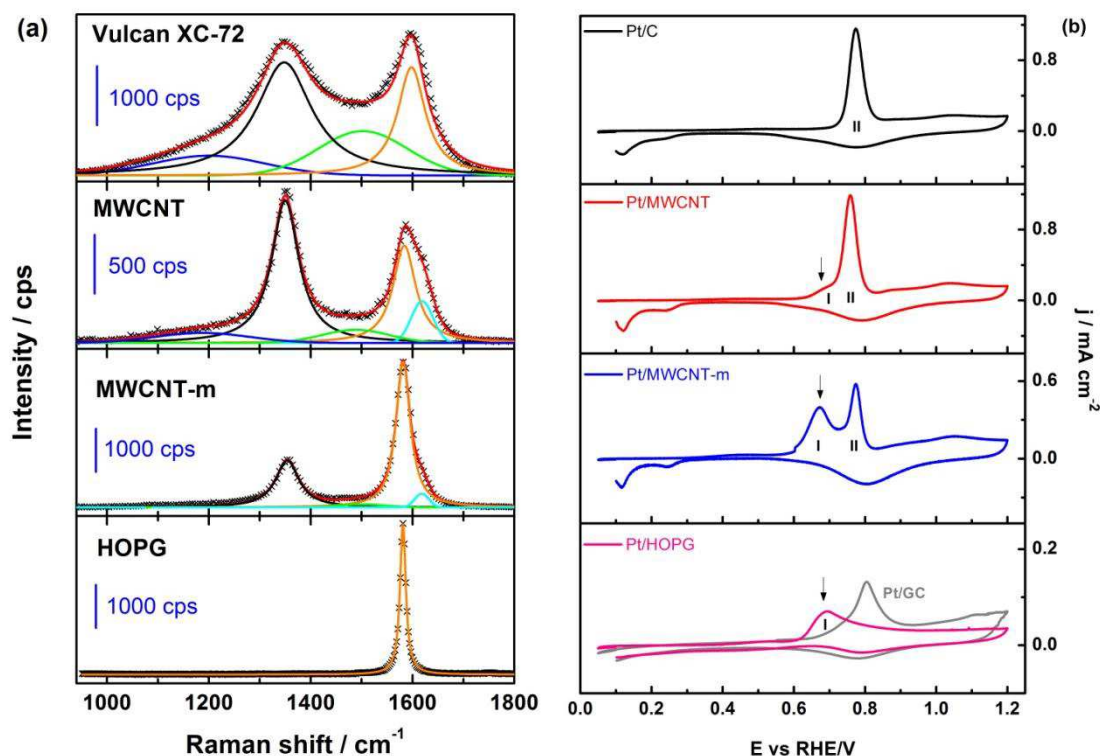 (a)
Vulcan XC-72
1000 cps
MWCNT
500 cps
MWCNT-m
1000 cps
HOPG
1000 cps
Intensity / cps
1000 1200 1400 1600 1800
Raman shift / cm-1
(b)
Pt/C
II
0.8
0.0
Pt/MWCNT
I II
0.8
0.0
Pt/MWCNT-m
I II
0.6
0.0
Pt/HOPG
Pt/GC
I
0.2
0.0
j / mA cm-2
0.0 0.2 0.4 0.6 0.8 1.0 1.2
E vs RHE/V